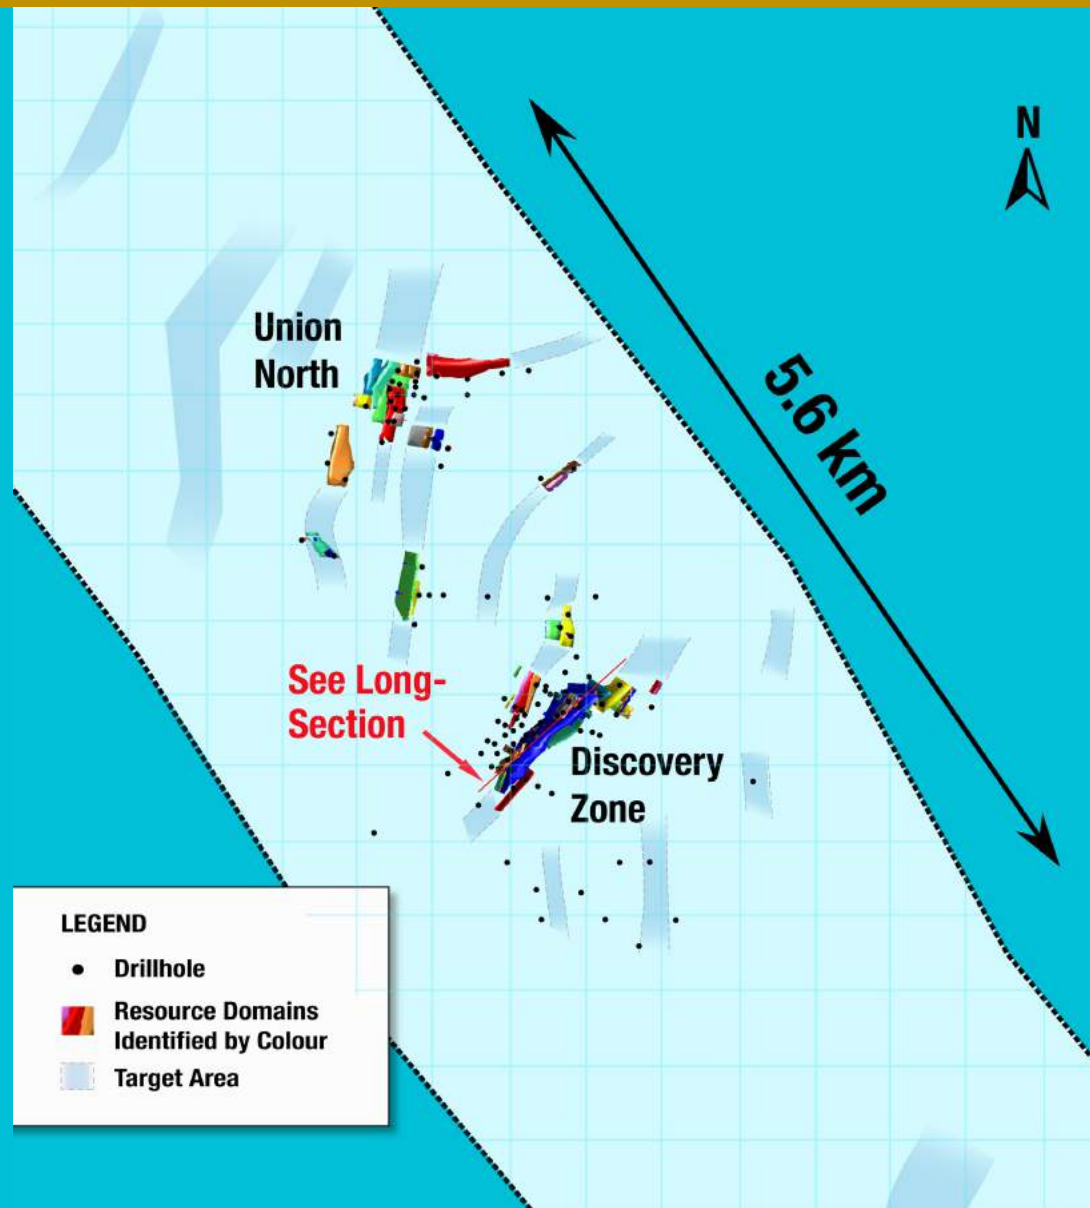 N
Union
North
5.6 km
See Long-
Section
Discovery
Zone
LEGEND
Drillhole
Resource Domains
Identified by Colour
Target Area